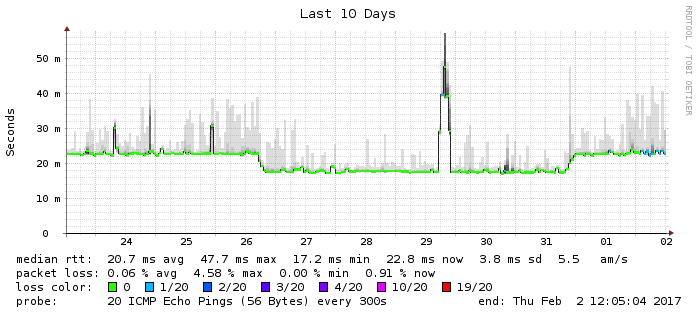 Last 10 Days
RRDTOOL / TOBI OETIKER
Seconds
50 m
40 m
30 m
20 m
10 m
0
24 25 26 27 28 29 30 31 01 02
median rtt: 20.7 ms avg 47.7 ms max 17.2 ms min 22.8 ms now 3.8 ms sd 5.5 am/s
packet loss: 0.06 % avg 4.58 % max 0.00 % min 0.91 % now
loss color: 0 1/20 2/20 3/20 4/20 10/20 19/20
probe: 20 ICMP Echo Pings (56 Bytes) every 300s end: Thu Feb 2 12:05:04 2017